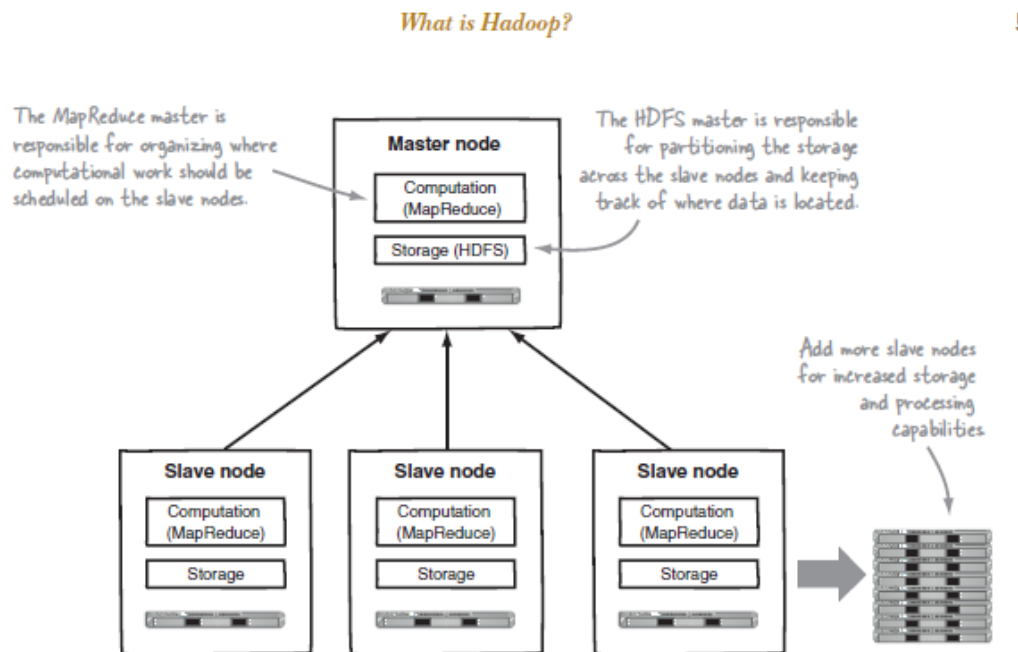 What is Hadoop?
The MapReduce master is
responsible for organizing where
computational work should be
scheduled on the slave nodes.
Master node
Computation
(MapReduce)
Storage (HDFS)
The HDFS master is responsible
for partitioning the storage
across the slave nodes and keeping
track of where data is located.
Add more slave nodes
for increased storage
and processing
capabilities
Slave node
Computation
(MapReduce)
Storage
Slave node
Computation
(MapReduce)
Storage
Slave node
Computation
(MapReduce)
Storage